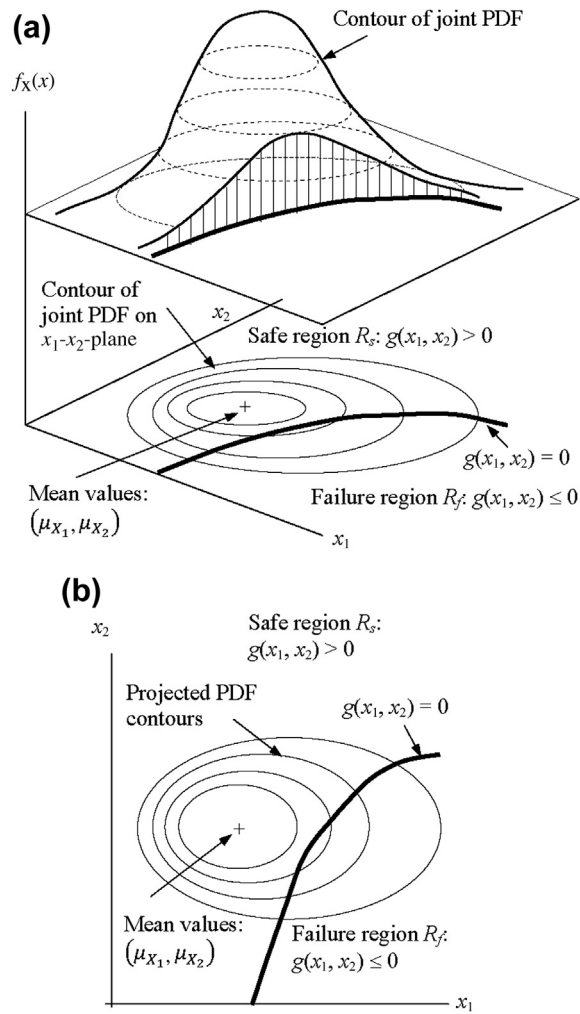 (a)
Contour of joint PDF
fX(x)
Contour of
joint PDF on
x1-x2-plane
x2
Safe region Rs: g(x1, x2) > 0
g(x1, x2) = 0
Mean values:
(μX1, μX2)
Failure region Rf: g(x1, x2) ≤ 0
x1
(b)
x2
Safe region Rs:
g(x1, x2) > 0
Projected PDF
contours
g(x1, x2) = 0
Mean values:
(μX1, μX2)
Failure region Rf:
g(x1, x2) ≤ 0
x1